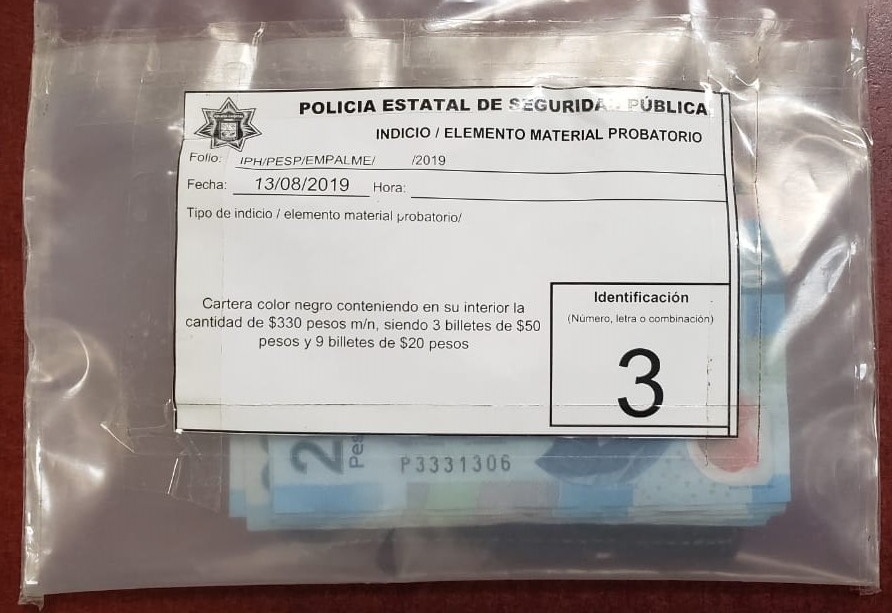 POLICIA ESTATAL DE SEGURIDAD PÚBLICA
INDICIO / ELEMENTO MATERIAL PROBATORIO
Folio: IPH/PESP/EMPALME/ /2019
Fecha: 13/08/2019 Hora:
Tipo de indicio / elemento material probatorio/
Cartera color negro conteniendo en su interior la
cantidad de $330 pesos m/n, siendo 3 billetes de $50
pesos y 9 billetes de $20 pesos
Identificación
(Número, letra o combinación)
3
2
Pes
P3331306